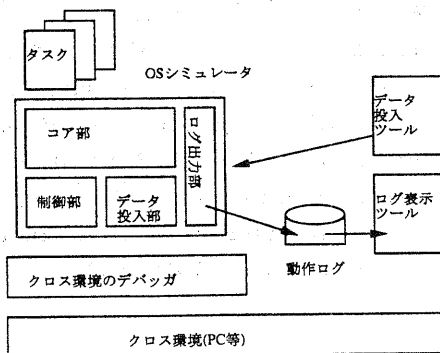 タスク
OSシミュレータ
コア部
ログ出力部
制御部
データ
投入部
データ
投入
ツール
ログ表示
ツール
動作ログ
クロス環境のデバッガ
クロス環境(PC等)